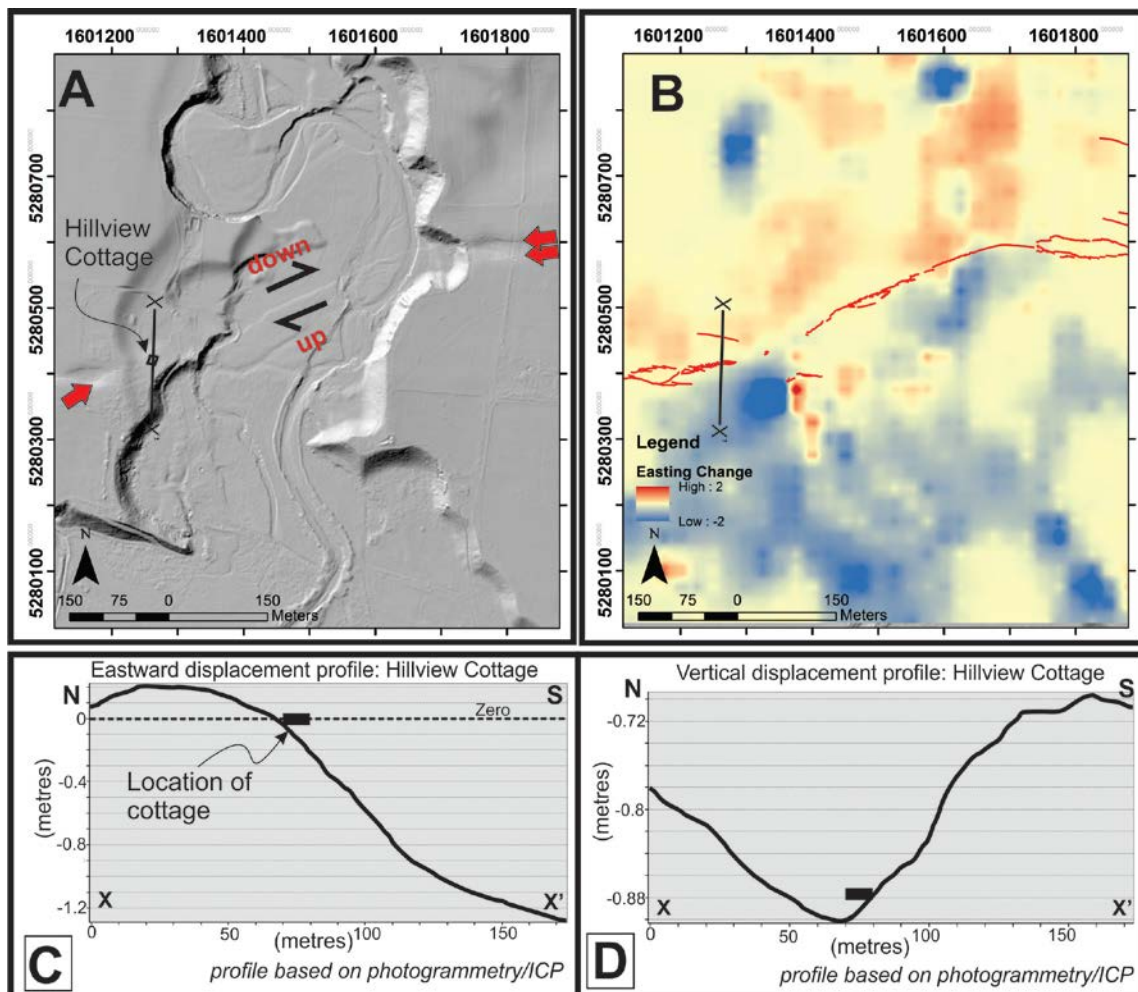 1601200 1601400 1601600 1601800
A
5280700
5280500
5280300
5280100
Hillview
Cottage
down
up
X
X
N
150 75 0 150
Meters
1601200 1601400 1601600 1601800
B
5280700
5280500
5280300
5280100
X
X
Legend
Easting Change
High : 2
Low : -2
N
150 75 0 150
Meters
Eastward displacement profile: Hillview Cottage
N S
0
Zero
Location of
cottage
-0.4
-0.8
-1.2
(metres)
X X'
0 50 100 150
(metres)
C
profile based on photogrammetry/ICP
Vertical displacement profile: Hillview Cottage
N S
-0.72
-0.8
-0.88
(metres)
X X'
0 50 100 150
(metres)
D
profile based on photogrammetry/ICP